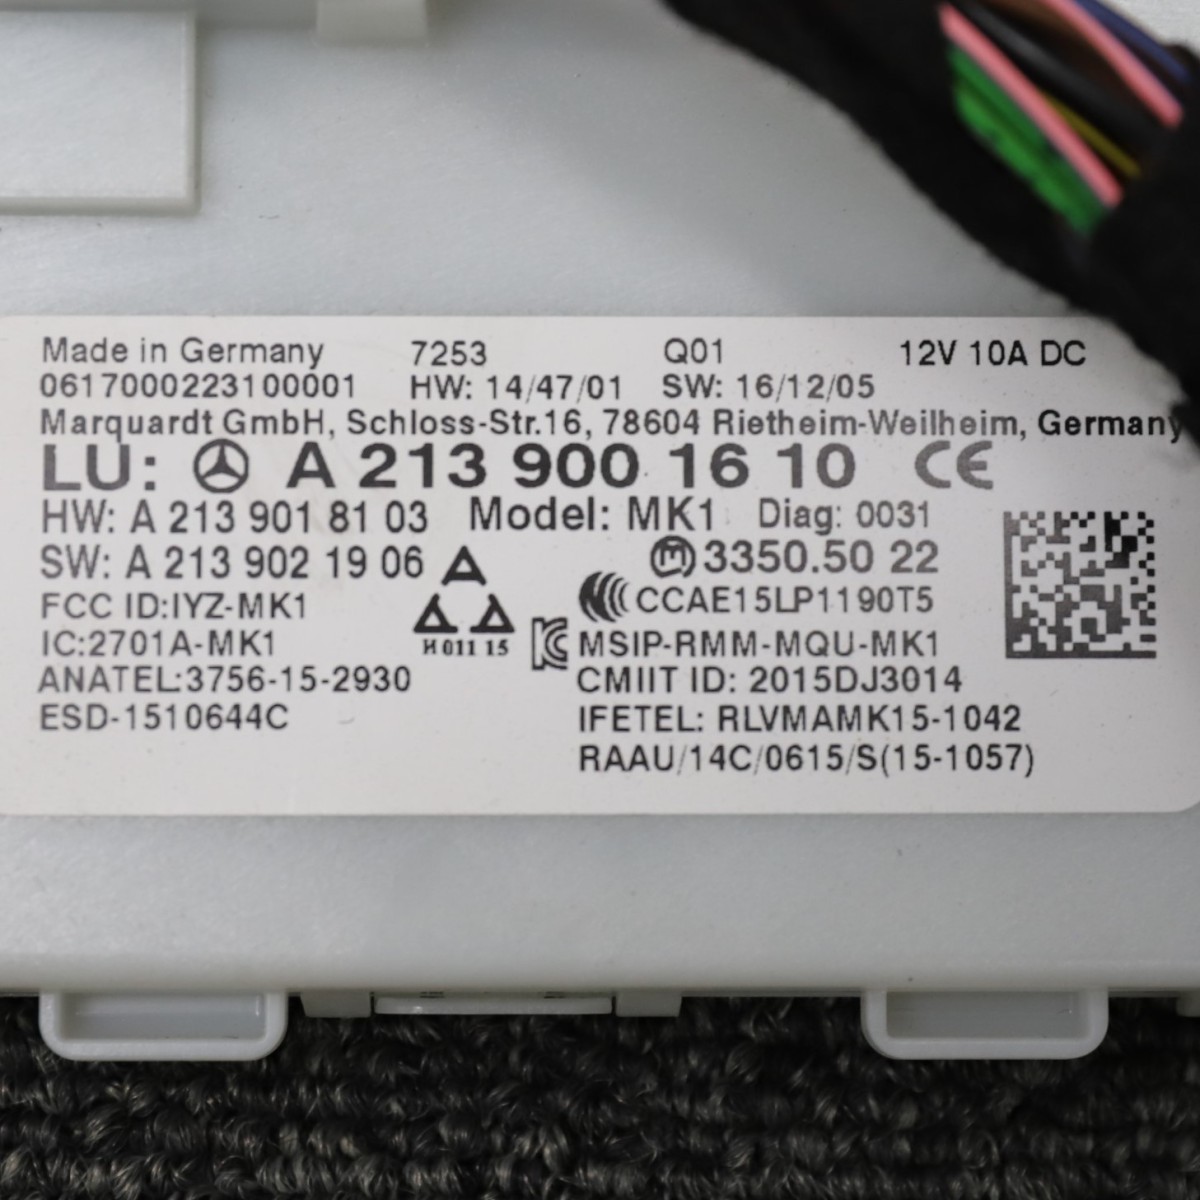 Made in Germany 7253 Q01 12V 10A DC
0617000223100001 HW: 14/47/01 SW: 16/12/05
Marquardt GmbH, Schloss-Str.16, 78604 Rietheim-Weilheim, Germany
LU: A 213 900 16 10 CE
HW: A 213 901 81 03 Model: MK1 Diag: 0031
SW: A 213 902 19 06 M 3350.50 22
FCC ID:IYZ-MK1 CCAE15LP1190T5
IC:2701A-MK1 H 011 15 MSIP-RMM-MQU-MK1
ANATEL:3756-15-2930 CMIIT ID: 2015DJ3014
ESD-1510644C IFETEL: RLVMAMK15-1042
RAAU/14C/0615/S(15-1057)